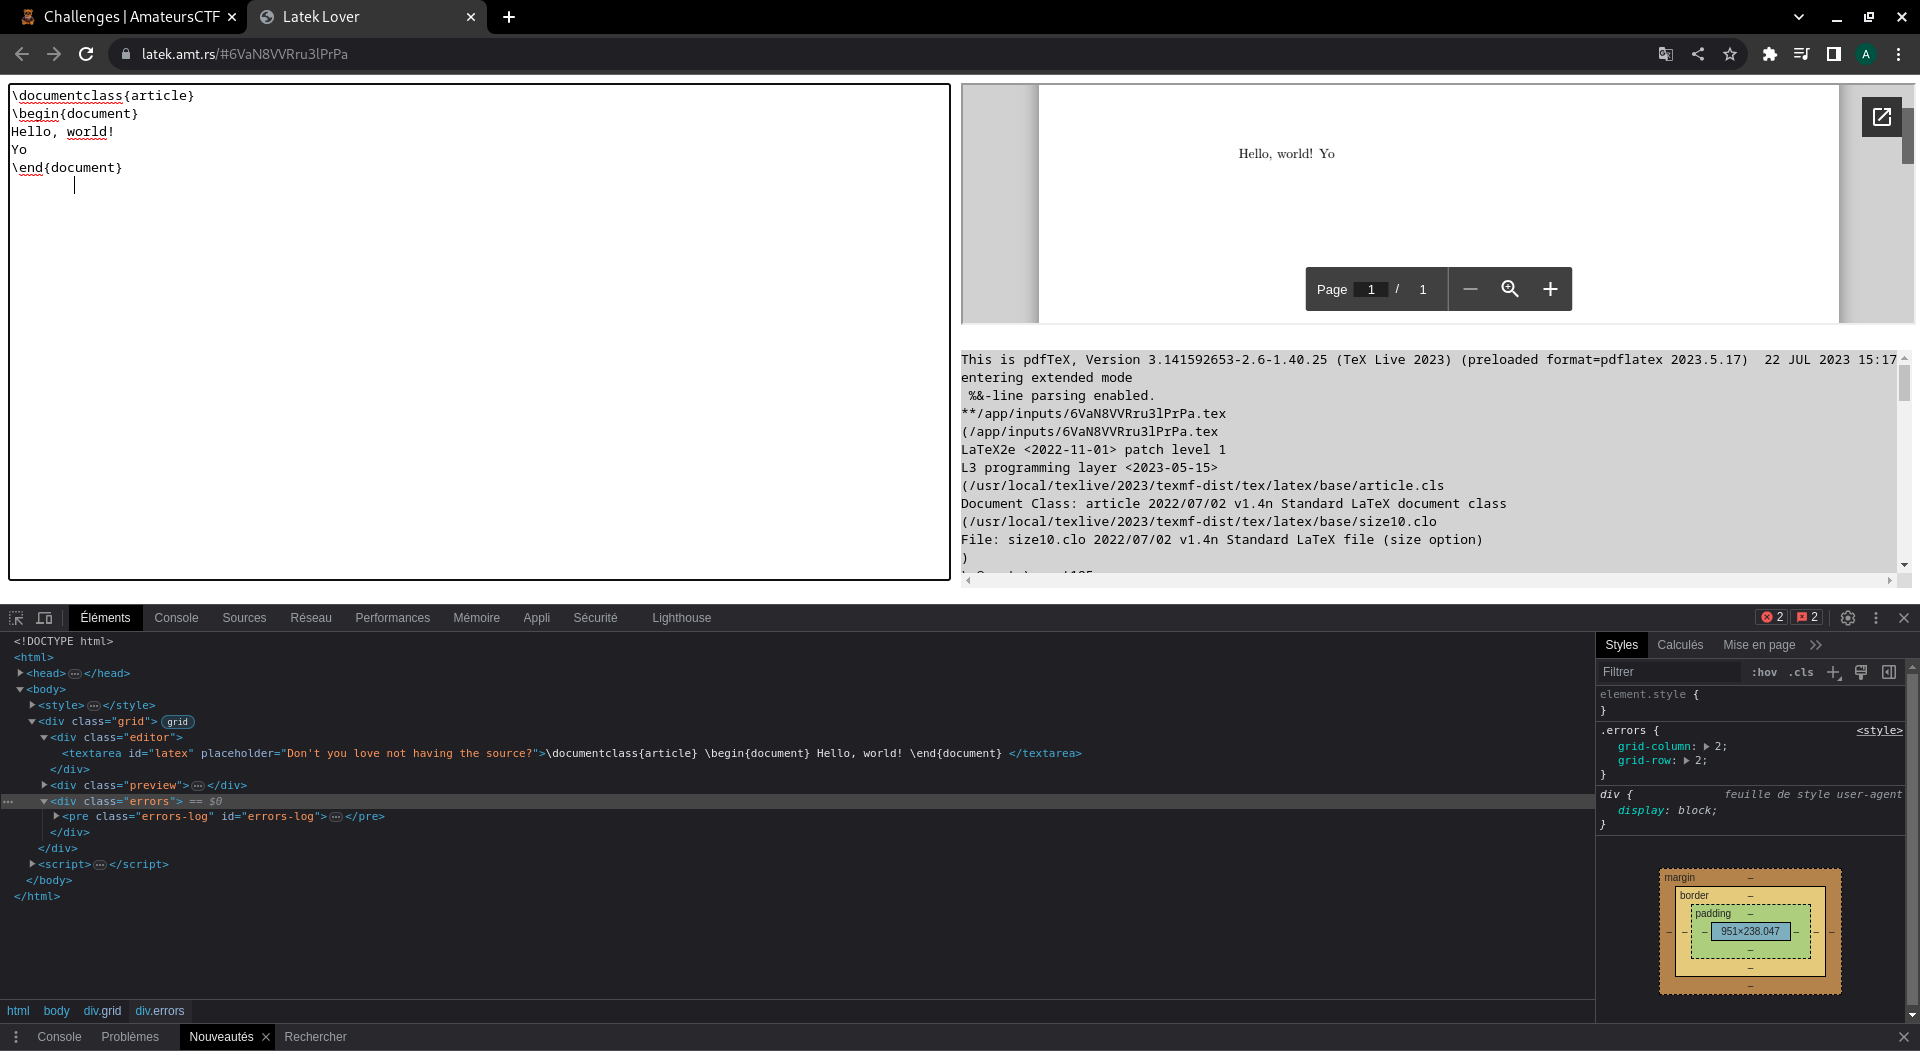 Challenges | AmateursCTF
Latek Lover
latek.amt.rs/#6VaN8VVRru3lPrPa
A
\documentclass{article}
\begin{document}
Hello, world!
Yo
\end{document}
Hello, world! Yo
Page 1 / 1
This is pdfTeX, Version 3.141592653-2.6-1.40.25 (TeX Live 2023) (preloaded format=pdflatex 2023.5.17)  22 JUL 2023 15:17
entering extended mode
%&-line parsing enabled.
**/app/inputs/6VaN8VVRru3lPrPa.tex
(/app/inputs/6VaN8VVRru3lPrPa.tex
LaTeX2e <2022-11-01> patch level 1
L3 programming layer <2023-05-15>
(/usr/local/texlive/2023/texmf-dist/tex/latex/base/article.cls
Document Class: article 2022/07/02 v1.4n Standard LaTeX document class
(/usr/local/texlive/2023/texmf-dist/tex/latex/base/size10.clo
File: size10.clo 2022/07/02 v1.4n Standard LaTeX file (size option)
)
Éléments Console Sources Réseau Performances Mémoire Appli Sécurité Lighthouse 2 2
<!DOCTYPE html>
<html>
<head>…</head>
<body>
<style>…</style>
<div class="grid"> grid
<div class="editor">
<textarea id="latex" placeholder="Don't you love not having the source?">\documentclass{article} \begin{document} Hello, world! \end{document} </textarea>
</div>
<div class="preview">…</div>
<div class="errors"> == $0
<pre class="errors-log" id="errors-log">…</pre>
</div>
</div>
<script>…</script>
</body>
</html>
Styles Calculés Mise en page
Filtrer :hov .cls
element.style {
}
.errors { <style>
grid-column: 2;
grid-row: 2;
}
div { feuille de style user-agent
display: block;
}
margin –
border –
padding –
– – – 951×238.047 – – –
–
–
–
html body div.grid div.errors
Console Problèmes Nouveautés Rechercher